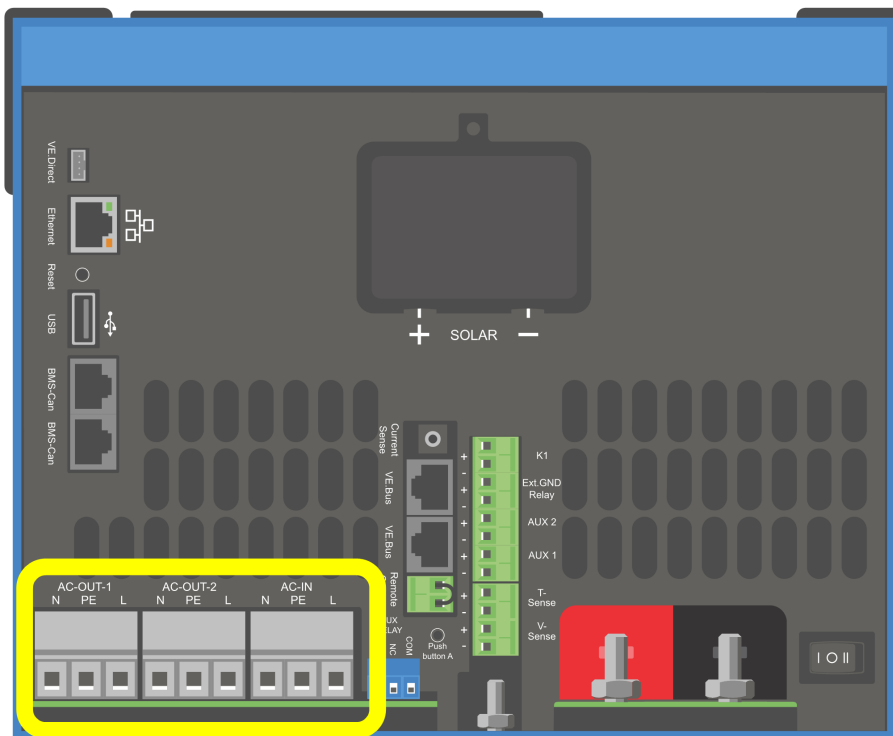 VE.Direct
Ethernet
Reset
USB
BMS-Can
BMS-Can
+ SOLAR −
Current
Sense
VE.Bus
VE.Bus
Remote
+
-
+
-
+
-
+
-
+
-
+
-
K1
Ext.GND
Relay
AUX 2
AUX 1
T-
Sense
V-
Sense
AC-OUT-1
N PE L
AC-OUT-2
N PE L
AC-IN
N PE L
NC
COM
Push
button A
I O II